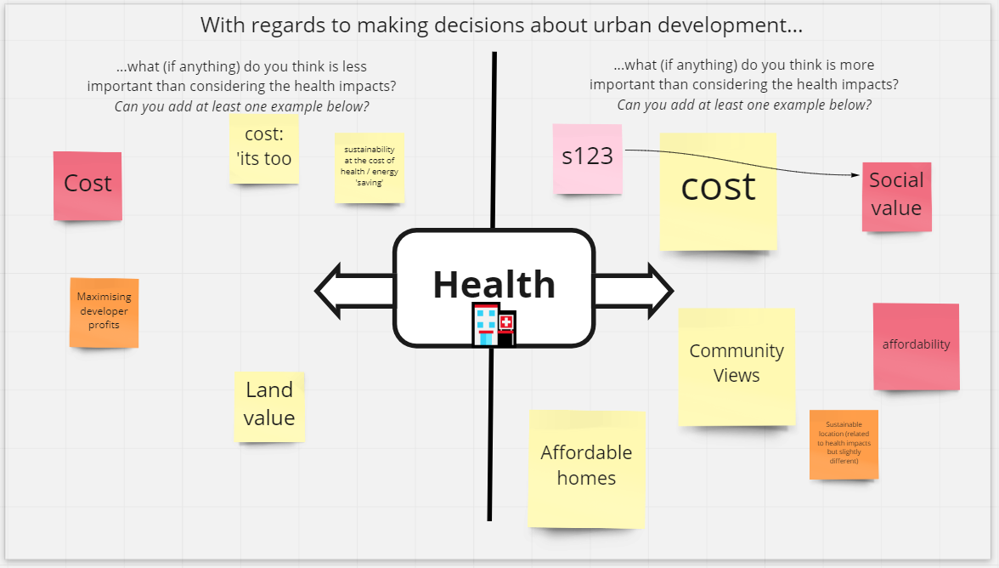 With regards to making decisions about urban development...
...what (if anything) do you think is less
important than considering the health impacts?
Can you add at least one example below?
cost:
'its too
sustainability
at the cost of
health / energy
'saving'
Cost
Maximising
developer
profits
Land
value
Health
...what (if anything) do you think is more
important than considering the health impacts?
Can you add at least one example below?
s123
cost
Social
value
Community
Views
affordability
Sustainable
location (related
to health impacts
but slightly
different)
Affordable
homes